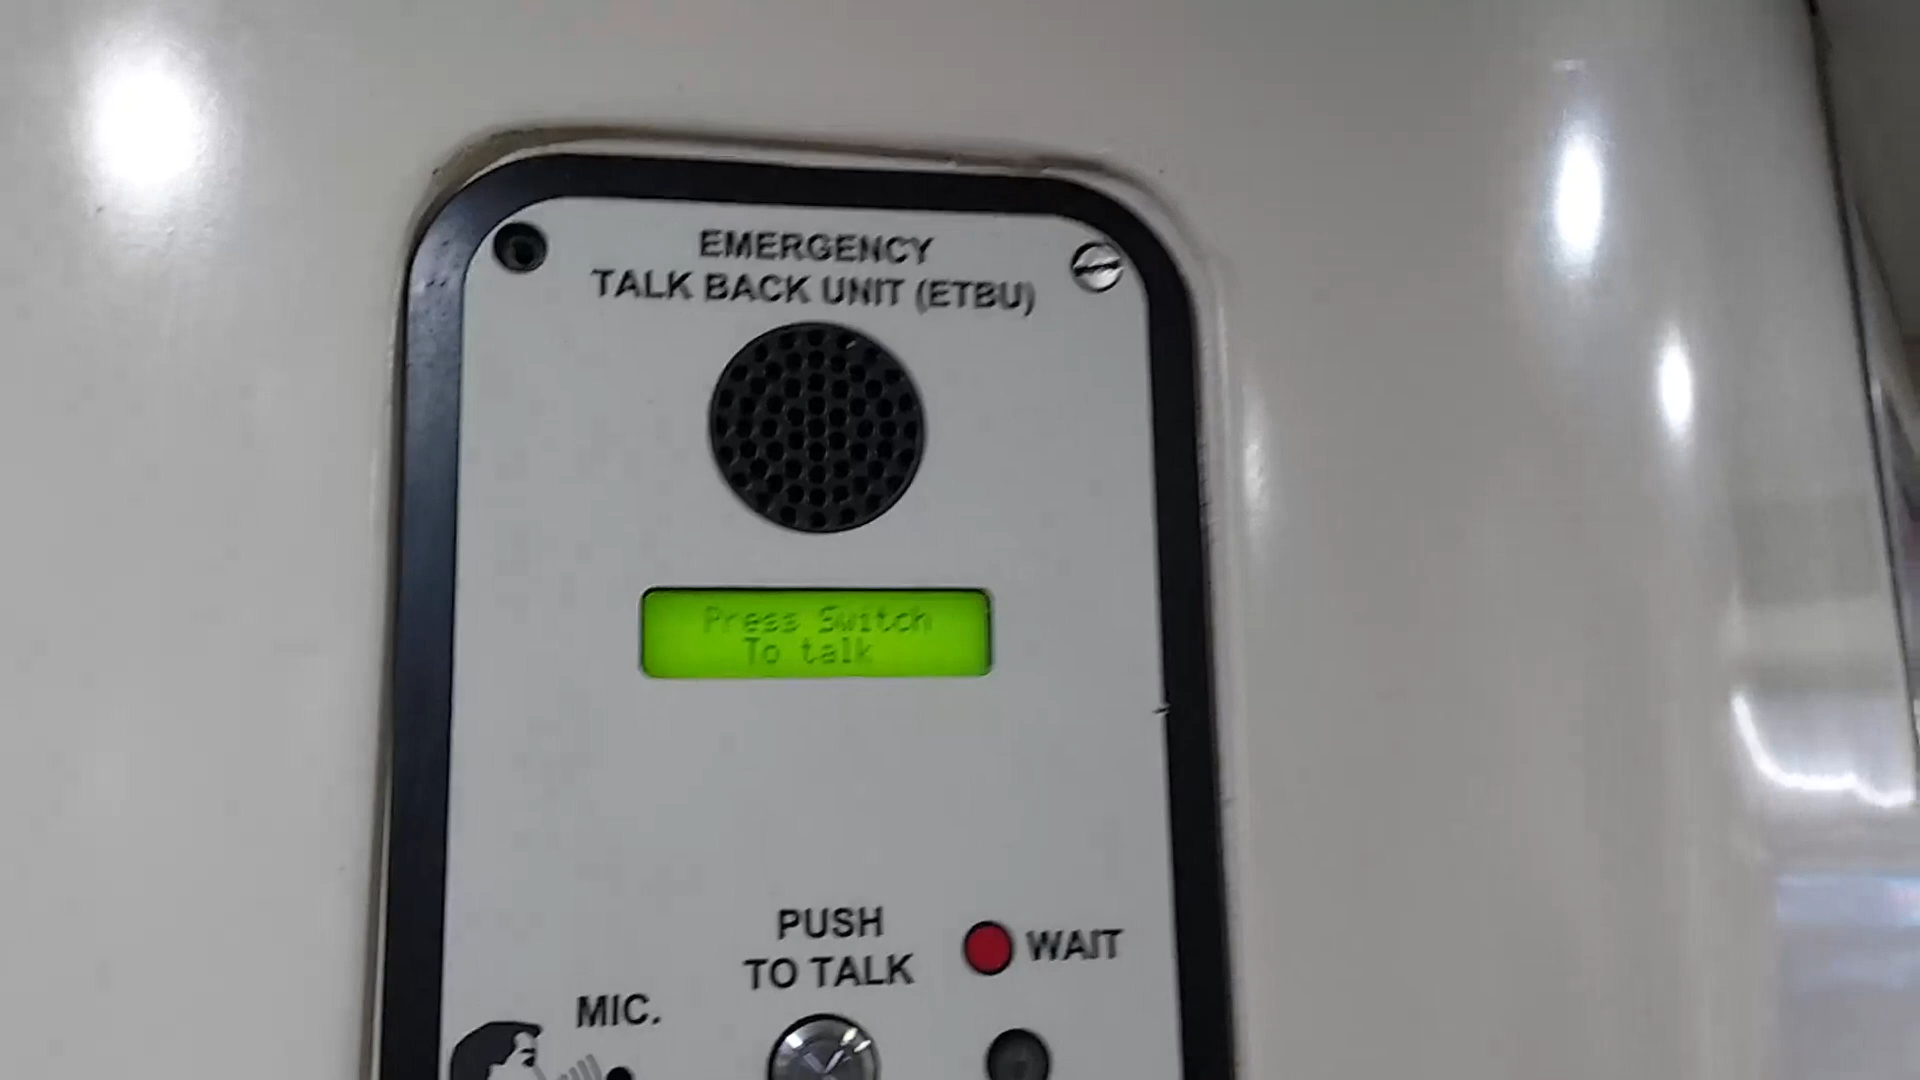 EMERGENCY
TALK BACK UNIT (ETBU)
Press Switch
To talk
PUSH
TO TALK
WAIT
MIC.